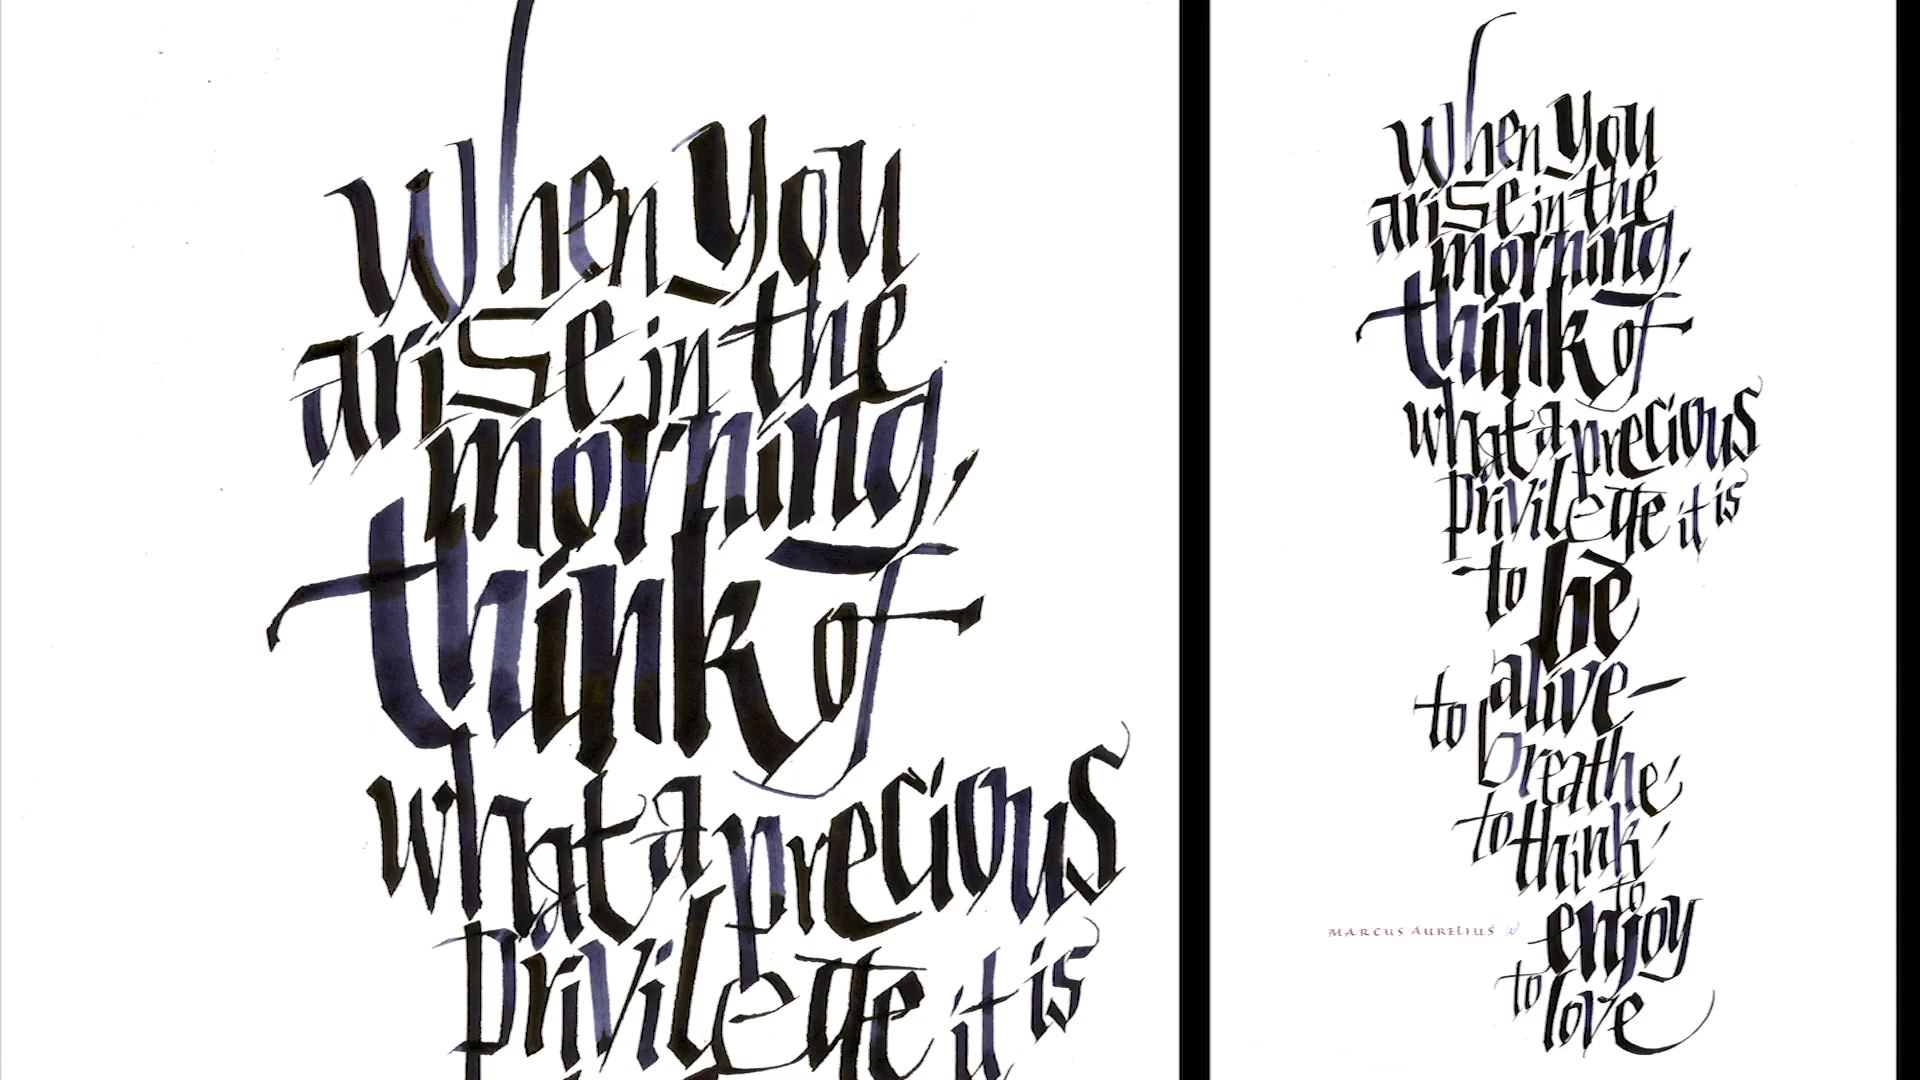 When you
arise in the
morning,
think of
what a precious
privilege it is
When you
arise in the
morning,
think of
what a precious
privilege it is
to be
alive—
to breathe,
to think,
to
enjoy
to love
MARCUS AURELIUS